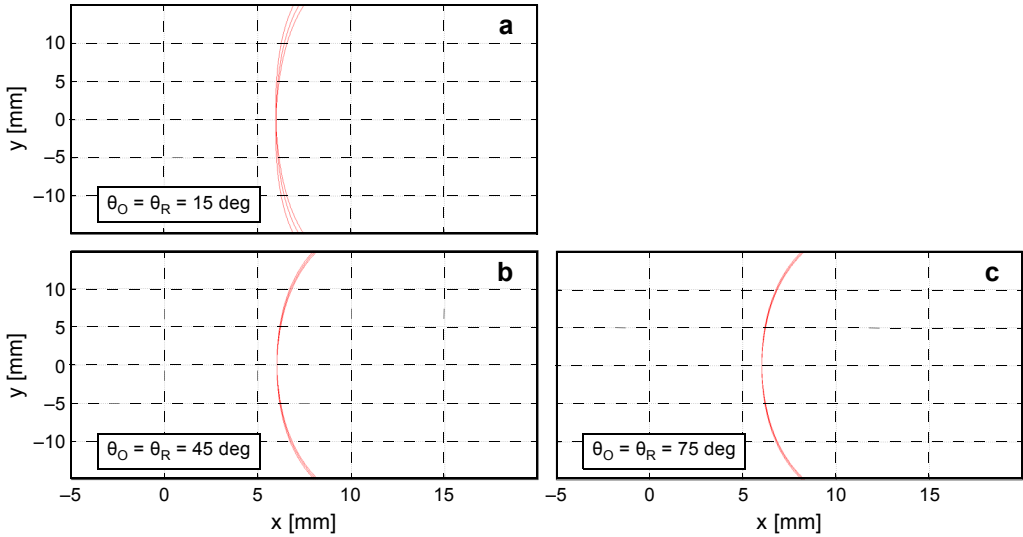 a
10
5
0
–5
–10
y [mm]
θO = θR = 15 deg
b
10
5
0
–5
–10
y [mm]
θO = θR = 45 deg
–5 0 5 10 15
x [mm]
c
θO = θR = 75 deg
–5 0 5 10 15
x [mm]